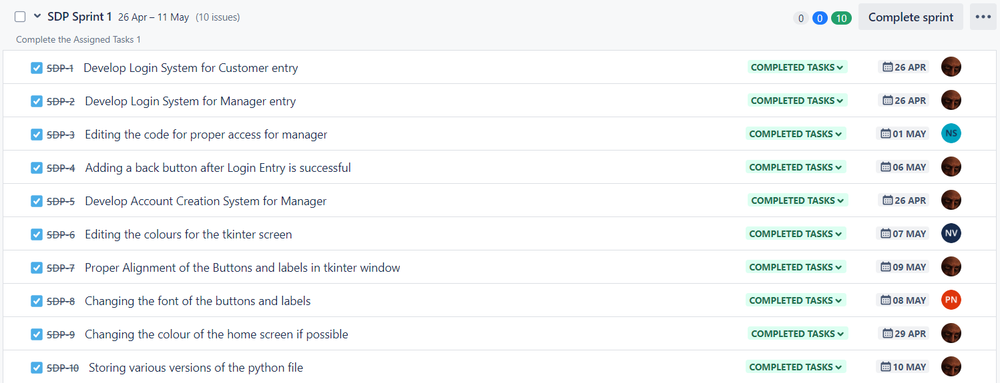 SDP Sprint 1 26 Apr – 11 May (10 issues) 0 0 10 Complete sprint
Complete the Assigned Tasks 1
SDP-1 Develop Login System for Customer entry COMPLETED TASKS 26 APR
SDP-2 Develop Login System for Manager entry COMPLETED TASKS 26 APR
SDP-3 Editing the code for proper access for manager COMPLETED TASKS 01 MAY NS
SDP-4 Adding a back button after Login Entry is successful COMPLETED TASKS 06 MAY
SDP-5 Develop Account Creation System for Manager COMPLETED TASKS 26 APR
SDP-6 Editing the colours for the tkinter screen COMPLETED TASKS 07 MAY NV
SDP-7 Proper Alignment of the Buttons and labels in tkinter window COMPLETED TASKS 09 MAY
SDP-8 Changing the font of the buttons and labels COMPLETED TASKS 08 MAY PN
SDP-9 Changing the colour of the home screen if possible COMPLETED TASKS 29 APR
SDP-10 Storing various versions of the python file COMPLETED TASKS 10 MAY